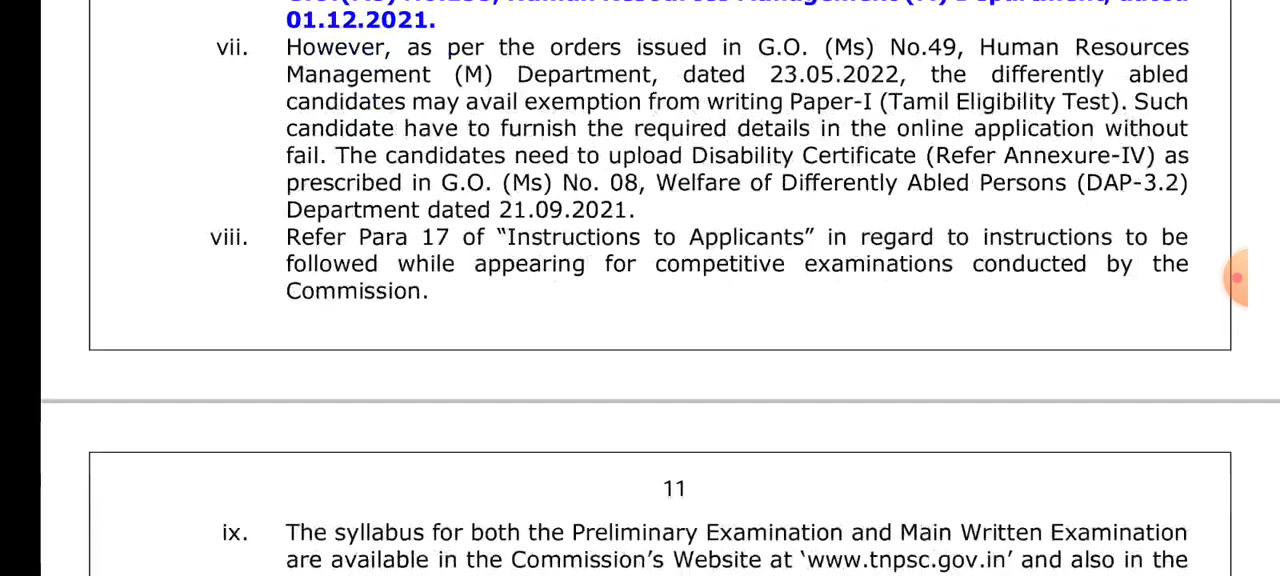 01.12.2021.
vii. However, as per the orders issued in G.O. (Ms) No.49, Human Resources
Management (M) Department, dated 23.05.2022, the differently abled
candidates may avail exemption from writing Paper-I (Tamil Eligibility Test). Such
candidate have to furnish the required details in the online application without
fail. The candidates need to upload Disability Certificate (Refer Annexure-IV) as
prescribed in G.O. (Ms) No. 08, Welfare of Differently Abled Persons (DAP-3.2)
Department dated 21.09.2021.
viii. Refer Para 17 of “Instructions to Applicants” in regard to instructions to be
followed while appearing for competitive examinations conducted by the
Commission.
11
ix. The syllabus for both the Preliminary Examination and Main Written Examination
are available in the Commission’s Website at ‘www.tnpsc.gov.in’ and also in the